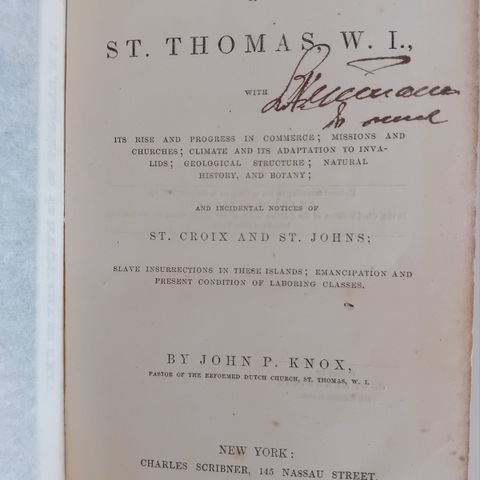 ST. THOMAS, W. I.,
WITH
ITS RISE AND PROGRESS IN COMMERCE; MISSIONS AND
CHURCHES; CLIMATE AND ITS ADAPTATION TO INVA-
LIDS; GEOLOGICAL STRUCTURE; NATURAL
HISTORY, AND BOTANY;
AND INCIDENTAL NOTICES OF
ST. CROIX AND ST. JOHNS;
SLAVE INSURRECTIONS IN THESE ISLANDS; EMANCIPATION AND
PRESENT CONDITION OF LABORING CLASSES.
BY JOHN P. KNOX,
PASTOR OF THE REFORMED DUTCH CHURCH, ST. THOMAS, W. I.
NEW YORK:
CHARLES SCRIBNER, 145 NASSAU STREET.